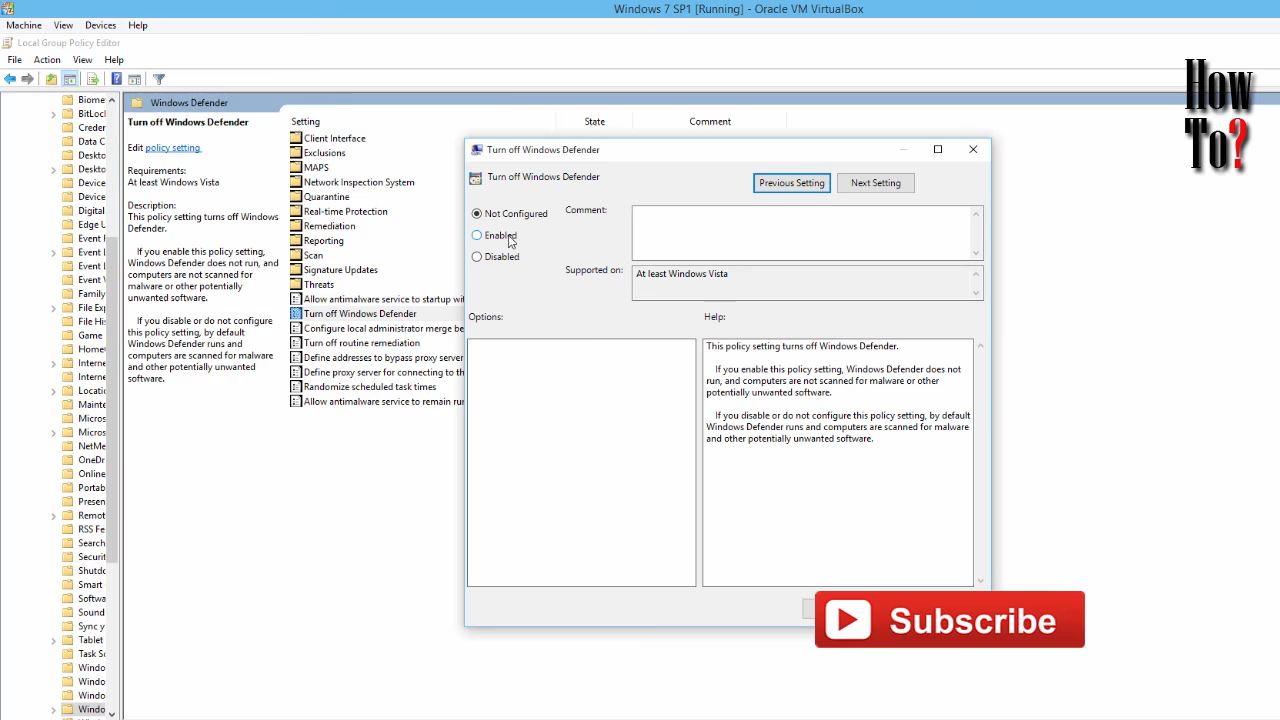 Windows 7 SP1 [Running] - Oracle VM VirtualBox
Machine View Devices Help
Local Group Policy Editor
File Action View Help
How
To?
Biome
BitLock
Creden
Data C
Deskto
Deskto
Device
Device
Digital
Edge U
Event F
Event L
Event F
Event V
Family
File Exp
File His
Game
HomeG
Internet
Interne
Locatio
Mainte
Micros
Micros
NetMe
OneDr
Online
Portab
Presen
Remot
RSS Fe
Search
Securit
Shutdo
Smart
Softwa
Sound
Sync y
Tablet
Task Sc
Windo
Windo
Windo
Windo
Windows Defender
Turn off Windows Defender
Edit policy setting.
Requirements:
At least Windows Vista
Description:
This policy setting turns off Windows
Defender.
If you enable this policy setting,
Windows Defender does not run, and
computers are not scanned for
malware or other potentially
unwanted software.
If you disable or do not configure
this policy setting, by default
Windows Defender runs and
computers are scanned for malware
and other potentially unwanted
software.
Setting State Comment
Client Interface
Exclusions
MAPS
Network Inspection System
Quarantine
Real-time Protection
Remediation
Reporting
Scan
Signature Updates
Threats
Allow antimalware service to startup wit
Turn off Windows Defender
Configure local administrator merge be
Turn off routine remediation
Define addresses to bypass proxy server
Define proxy server for connecting to th
Randomize scheduled task times
Allow antimalware service to remain run
Turn off Windows Defender
Turn off Windows Defender
Previous Setting Next Setting
Not Configured
Enabled
Disabled
Comment:
Supported on:
At least Windows Vista
Options:
Help:
This policy setting turns off Windows Defender.
If you enable this policy setting, Windows Defender does not
run, and computers are not scanned for malware or other
potentially unwanted software.
If you disable or do not configure this policy setting, by default
Windows Defender runs and computers are scanned for malware
and other potentially unwanted software.
Subscribe